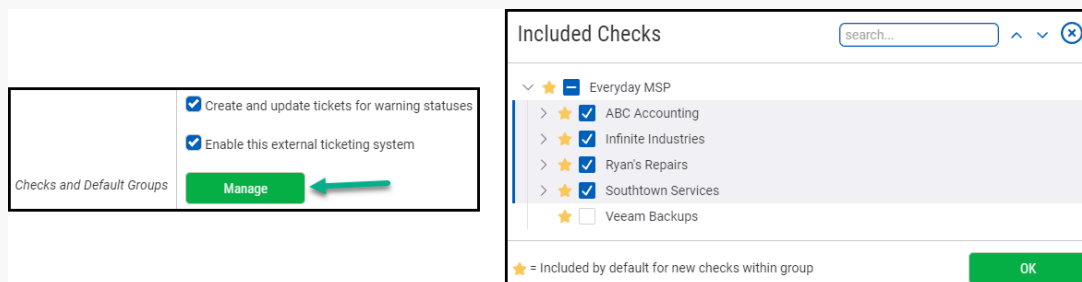 Create and update tickets for warning statuses
Enable this external ticketing system
Checks and Default Groups
Manage
Included Checks
search...
Everyday MSP
ABC Accounting
Infinite Industries
Ryan's Repairs
Southtown Services
Veeam Backups
= Included by default for new checks within group
OK